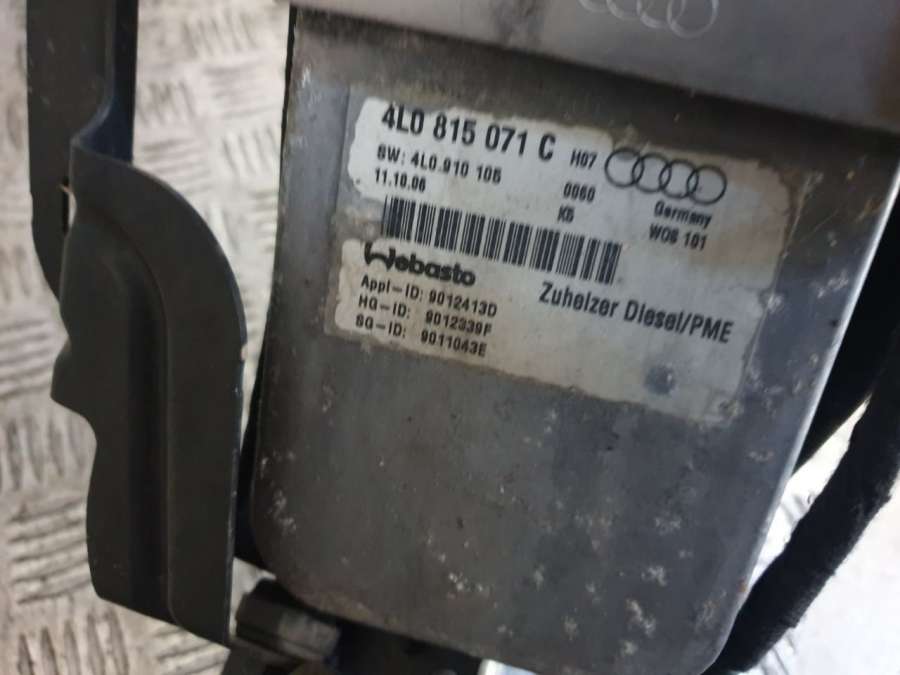 4L0 815 071 C H07
SW: 4L0.910 105 0060 Germany
11.10.06 K5 WOS 101
Webasto
Appl-ID: 9012413D Zuheizer Diesel/PME
HG-ID: 9012339F
SG-ID: 9011043E